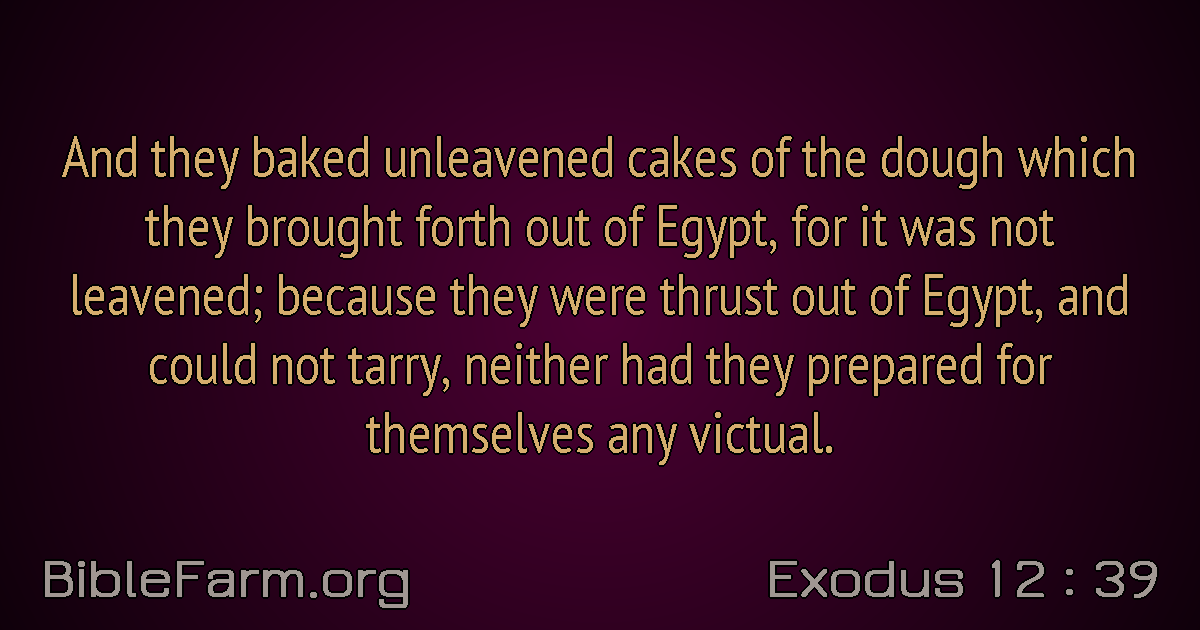 And they baked unleavened cakes of the dough which
they brought forth out of Egypt, for it was not
leavened; because they were thrust out of Egypt, and
could not tarry, neither had they prepared for
themselves any victual.
BibleFarm.org
Exodus 12 : 39